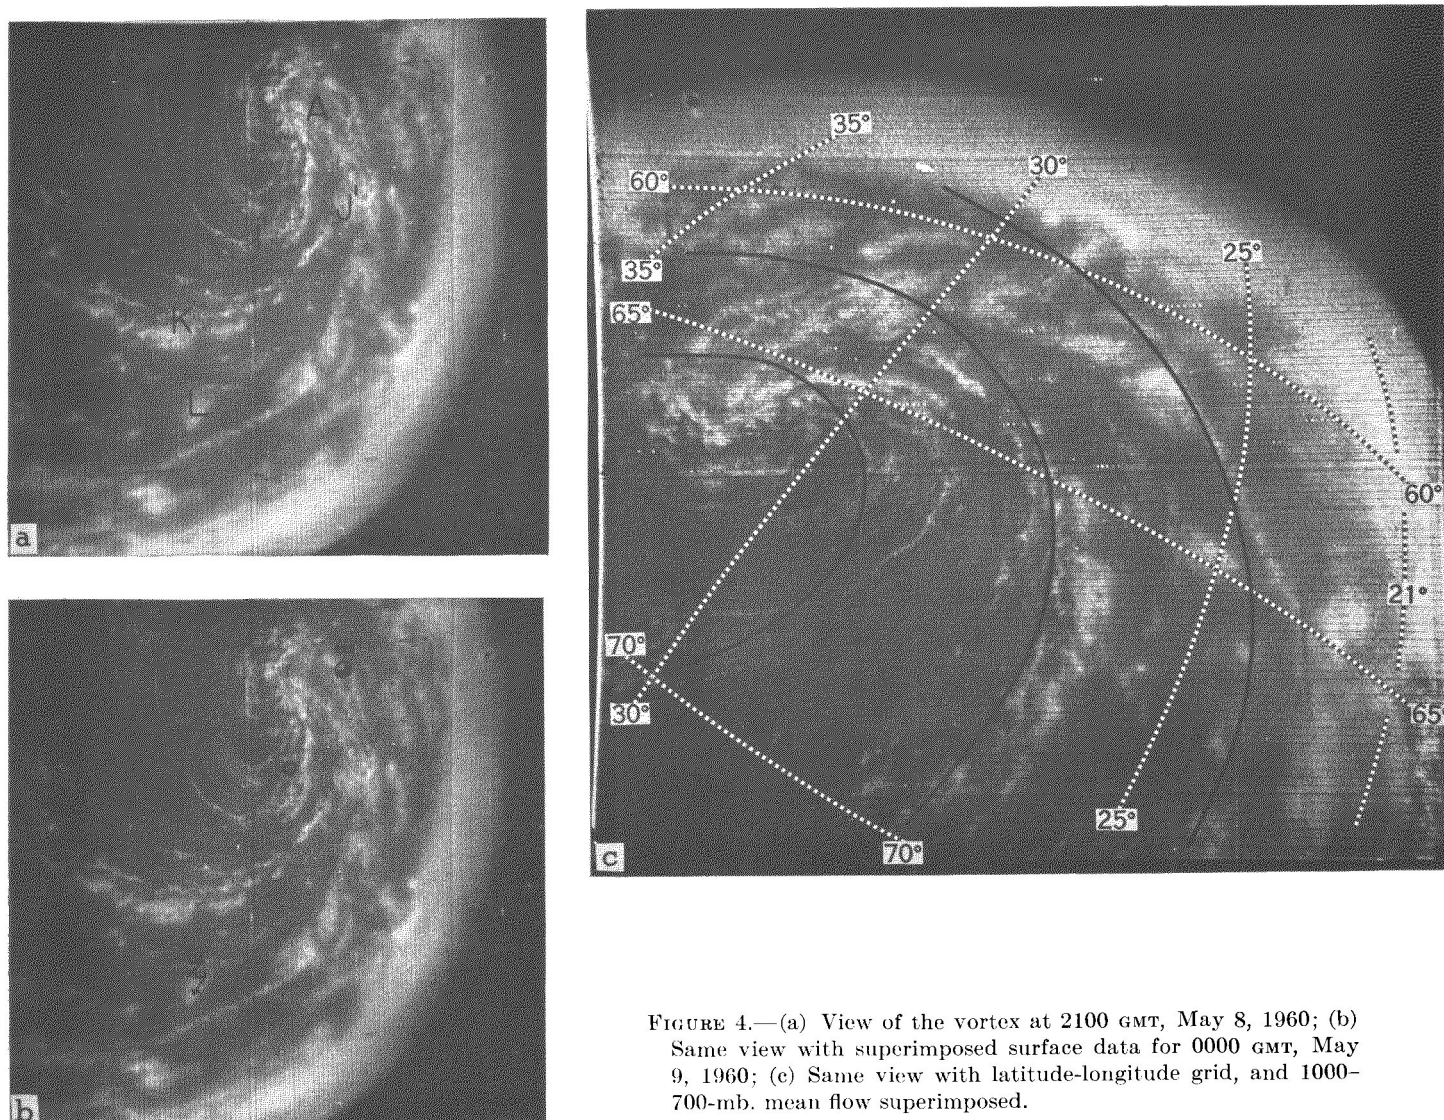 A
J
K
L
a
b
35°
30°
60°
25°
35°
65°
60°
21°
70°
30°
65°
25°
70°
c
FIGURE 4.—(a) View of the vortex at 2100 GMT, May 8, 1960; (b)
Same view with superimposed surface data for 0000 GMT, May
9, 1960; (c) Same view with latitude-longitude grid, and 1000–
700-mb. mean flow superimposed.